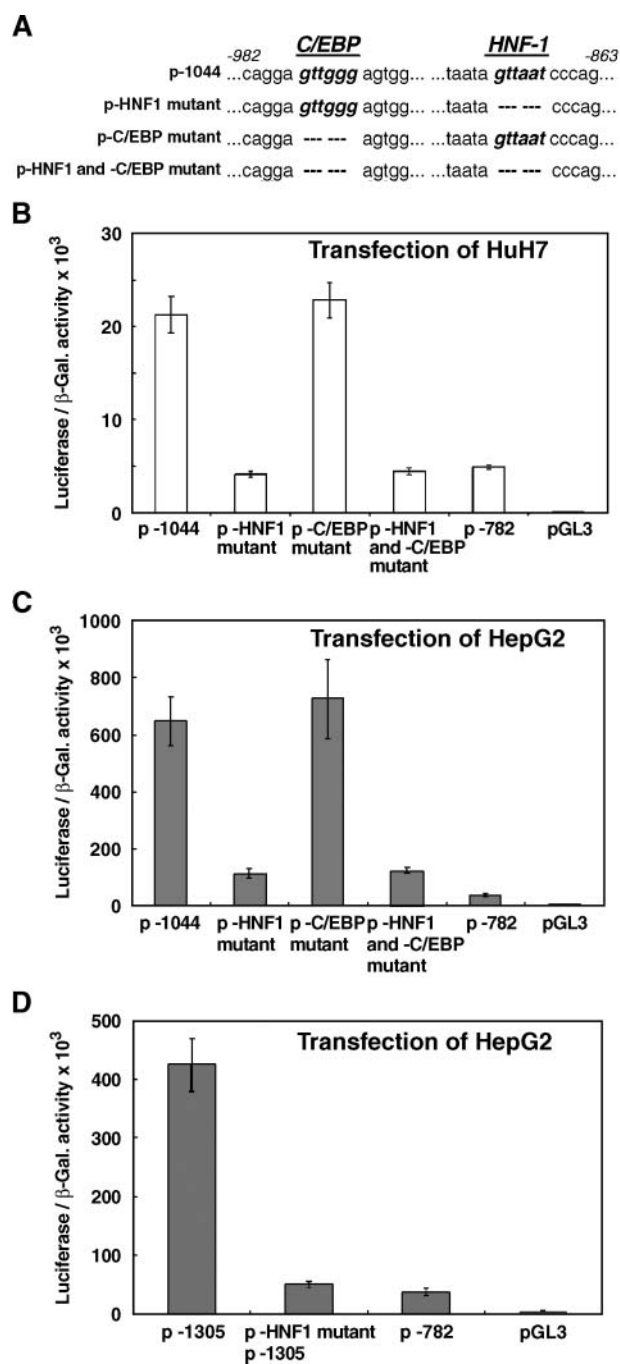 A
C/EBP HNF-1
-982 -863
p-1044 ...cagga gttggg agtgg... ...taata gttaat cccag...
p-HNF1 mutant ...cagga gttggg agtgg... ...taata --- --- cccag...
p-C/EBP mutant ...cagga --- --- agtgg... ...taata gttaat cccag...
p-HNF1 and -C/EBP mutant ...cagga --- --- agtgg... ...taata --- --- cccag...
B
Transfection of HuH7
Luciferase / β-Gal. activity x 10³
30
20
10
0
p -1044 p -HNF1 mutant p -C/EBP mutant p -HNF1 and -C/EBP mutant p -782 pGL3
C
Transfection of HepG2
Luciferase / β-Gal. activity x 10³
1000
800
600
400
200
0
p -1044 p -HNF1 mutant p -C/EBP mutant p -HNF1 and -C/EBP mutant p -782 pGL3
D
Transfection of HepG2
Luciferase / β-Gal. activity x 10³
500
400
300
200
100
0
p -1305 p -HNF1 mutant p -1305 p -782 pGL3